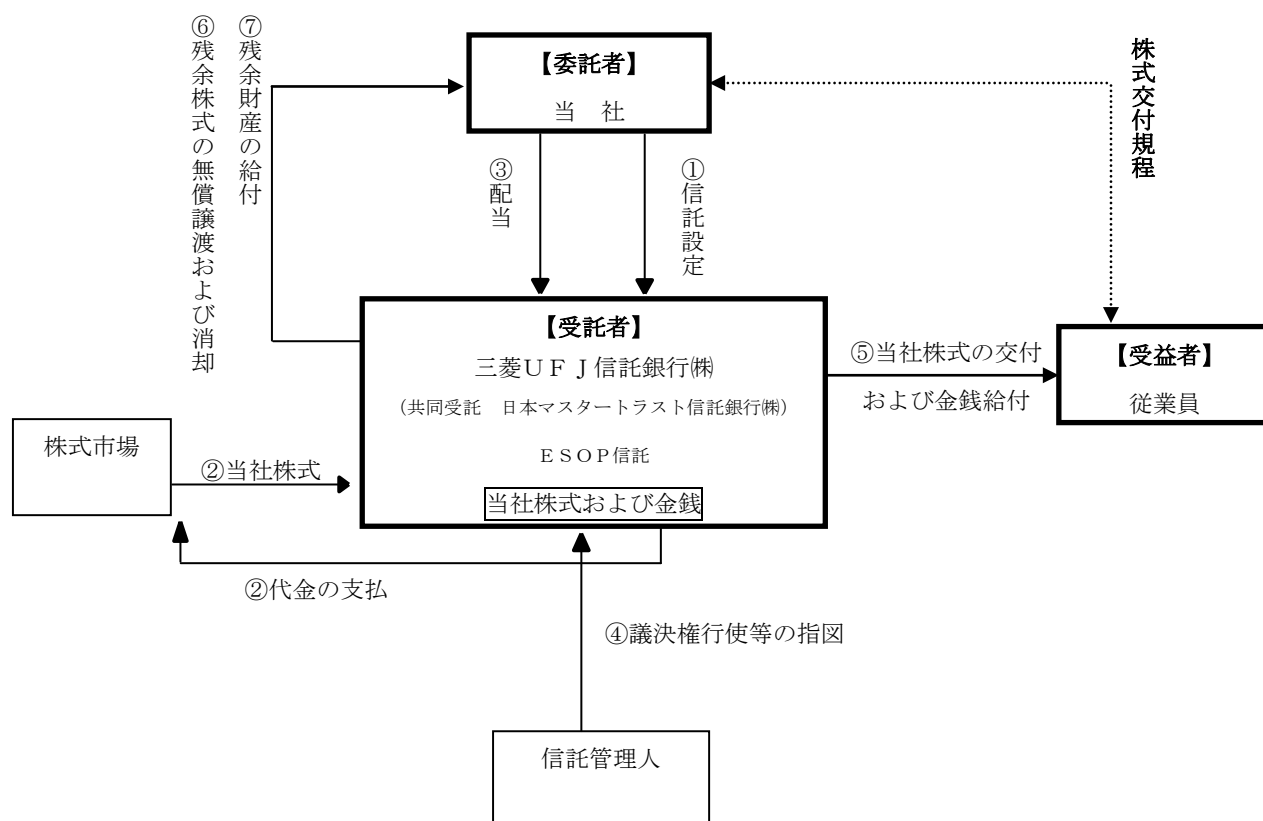 ⑦残余財産の給付
⑥残余株式の無償譲渡および消却
【委託者】
当 社
株式交付規程
③配当
①信託設定
【受託者】
三菱UFJ信託銀行㈱
(共同受託 日本マスタートラスト信託銀行㈱)
ESOP信託
当社株式および金銭
⑤当社株式の交付
および金銭給付
【受益者】
従業員
株式市場
②当社株式
②代金の支払
④議決権行使等の指図
信託管理人